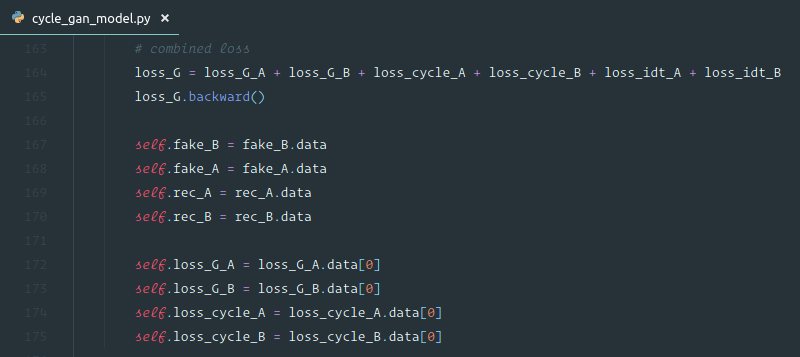 cycle_gan_model.py ×
163 # combined loss
164 loss_G = loss_G_A + loss_G_B + loss_cycle_A + loss_cycle_B + loss_idt_A + loss_idt_B
165 loss_G.backward()
166
167 self.fake_B = fake_B.data
168 self.fake_A = fake_A.data
169 self.rec_A = rec_A.data
170 self.rec_B = rec_B.data
171
172 self.loss_G_A = loss_G_A.data[0]
173 self.loss_G_B = loss_G_B.data[0]
174 self.loss_cycle_A = loss_cycle_A.data[0]
175 self.loss_cycle_B = loss_cycle_B.data[0]